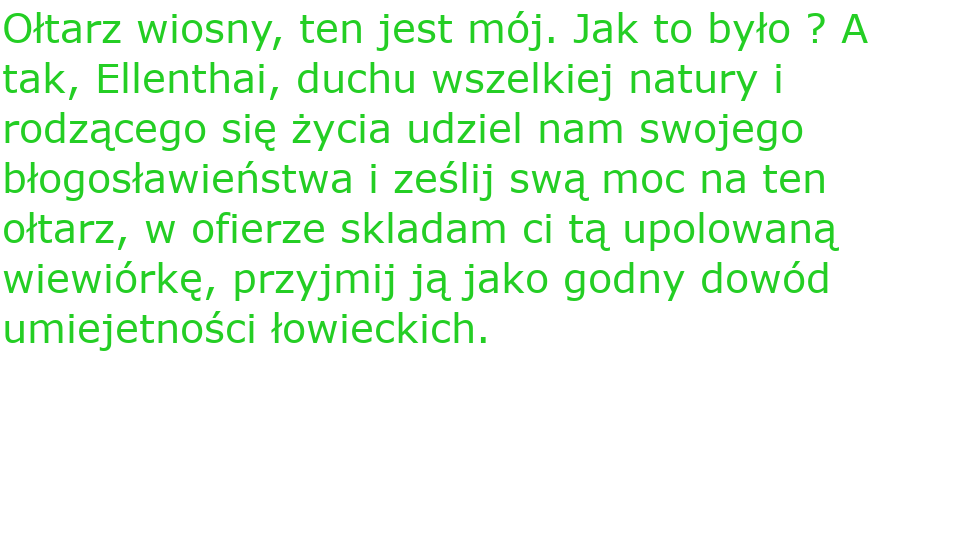 Ołtarz wiosny, ten jest mój. Jak to było ? A
tak, Ellenthai, duchu wszelkiej natury i
rodzącego się życia udziel nam swojego
błogosławieństwa i ześlij swą moc na ten
ołtarz, w ofierze skladam ci tą upolowaną
wiewiórkę, przyjmij ją jako godny dowód
umiejetności łowieckich.